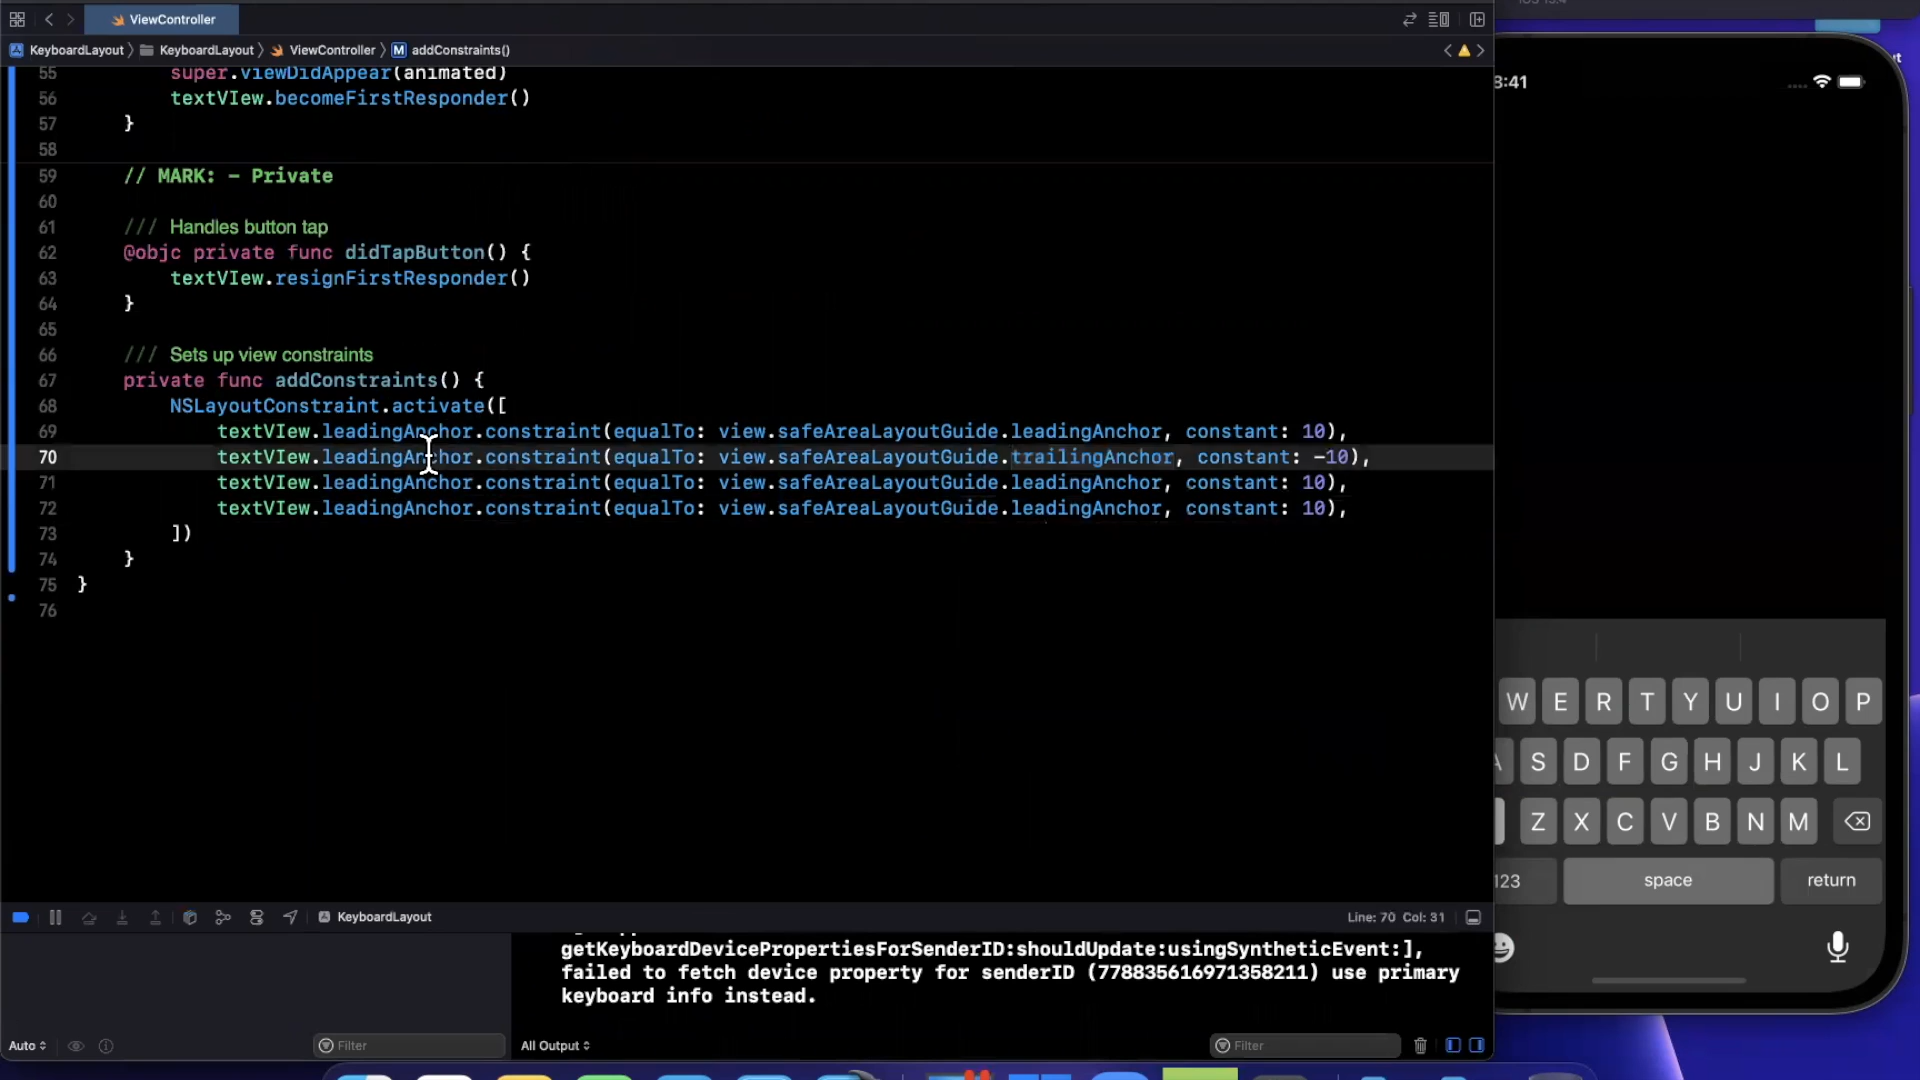 ViewController
KeyboardLayout
KeyboardLayout
ViewController
M addConstraints()
55 super.viewDidAppear(animated)
56 textVIew.becomeFirstResponder()
57 }
58
59 // MARK: - Private
60
61 /// Handles button tap
62 @objc private func didTapButton() {
63 textVIew.resignFirstResponder()
64 }
65
66 /// Sets up view constraints
67 private func addConstraints() {
68 NSLayoutConstraint.activate([
69 textVIew.leadingAnchor.constraint(equalTo: view.safeAreaLayoutGuide.leadingAnchor, constant: 10),
70 textVIew.leadingAnchor.constraint(equalTo: view.safeAreaLayoutGuide.trailingAnchor, constant: -10),
71 textVIew.leadingAnchor.constraint(equalTo: view.safeAreaLayoutGuide.leadingAnchor, constant: 10),
72 textVIew.leadingAnchor.constraint(equalTo: view.safeAreaLayoutGuide.leadingAnchor, constant: 10),
73 ])
74 }
75 }
76
KeyboardLayout
Line: 70 Col: 31
getKeyboardDevicePropertiesForSenderID:shouldUpdate:usingSyntheticEvent:],
failed to fetch device property for senderID (778835616971358211) use primary
keyboard info instead.
Auto
Filter
All Output
Filter
8:41
W E R T Y U I O P
A S D F G H J K L
Z X C V B N M
123 space return